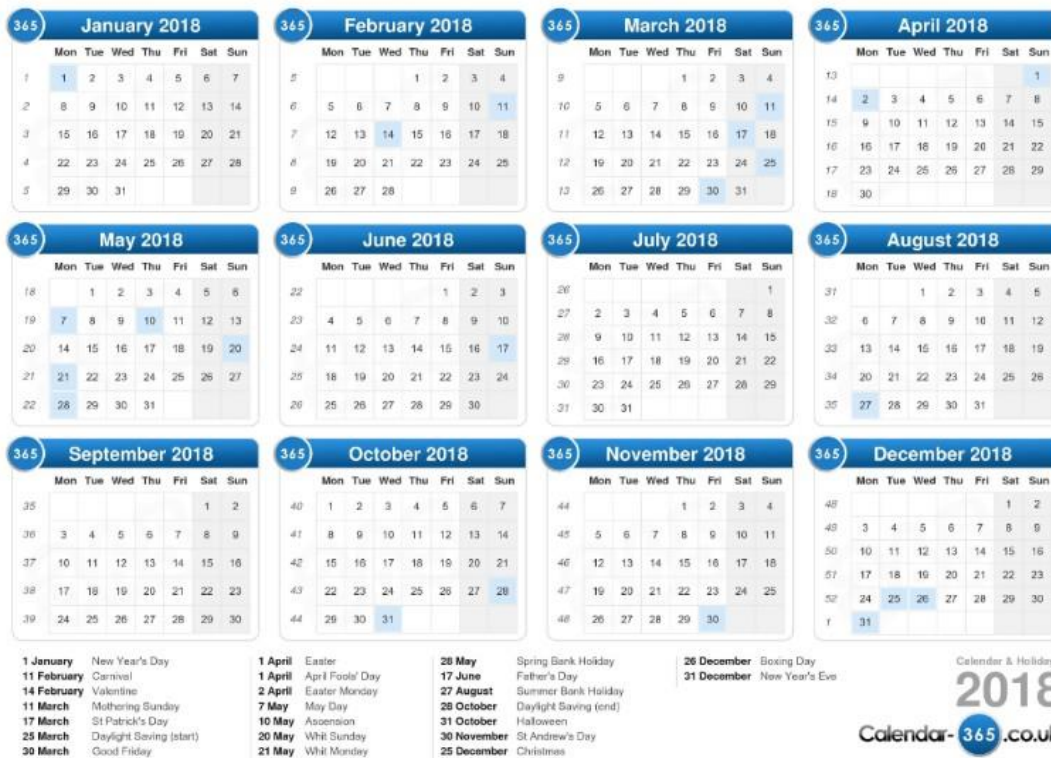 365 January 2018
Mon Tue Wed Thu Fri Sat Sun
1 1 2 3 4 5 6 7
2 8 9 10 11 12 13 14
3 15 16 17 18 19 20 21
4 22 23 24 25 26 27 28
5 29 30 31
365 February 2018
Mon Tue Wed Thu Fri Sat Sun
5 1 2 3 4
6 5 6 7 8 9 10 11
7 12 13 14 15 16 17 18
8 19 20 21 22 23 24 25
9 26 27 28
365 March 2018
Mon Tue Wed Thu Fri Sat Sun
9 1 2 3 4
10 5 6 7 8 9 10 11
11 12 13 14 15 16 17 18
12 19 20 21 22 23 24 25
13 26 27 28 29 30 31
365 April 2018
Mon Tue Wed Thu Fri Sat Sun
13 1
14 2 3 4 5 6 7 8
15 9 10 11 12 13 14 15
16 16 17 18 19 20 21 22
17 23 24 25 26 27 28 29
18 30
365 May 2018
Mon Tue Wed Thu Fri Sat Sun
18 1 2 3 4 5 6
19 7 8 9 10 11 12 13
20 14 15 16 17 18 19 20
21 21 22 23 24 25 26 27
22 28 29 30 31
365 June 2018
Mon Tue Wed Thu Fri Sat Sun
22 1 2 3
23 4 5 6 7 8 9 10
24 11 12 13 14 15 16 17
25 18 19 20 21 22 23 24
26 25 26 27 28 29 30
365 July 2018
Mon Tue Wed Thu Fri Sat Sun
26 1
27 2 3 4 5 6 7 8
28 9 10 11 12 13 14 15
29 16 17 18 19 20 21 22
30 23 24 25 26 27 28 29
31 30 31
365 August 2018
Mon Tue Wed Thu Fri Sat Sun
31 1 2 3 4 5
32 6 7 8 9 10 11 12
33 13 14 15 16 17 18 19
34 20 21 22 23 24 25 26
35 27 28 29 30 31
365 September 2018
Mon Tue Wed Thu Fri Sat Sun
35 1 2
36 3 4 5 6 7 8 9
37 10 11 12 13 14 15 16
38 17 18 19 20 21 22 23
39 24 25 26 27 28 29 30
365 October 2018
Mon Tue Wed Thu Fri Sat Sun
40 1 2 3 4 5 6 7
41 8 9 10 11 12 13 14
42 15 16 17 18 19 20 21
43 22 23 24 25 26 27 28
44 29 30 31
365 November 2018
Mon Tue Wed Thu Fri Sat Sun
44 1 2 3 4
45 5 6 7 8 9 10 11
46 12 13 14 15 16 17 18
47 19 20 21 22 23 24 25
48 26 27 28 29 30
365 December 2018
Mon Tue Wed Thu Fri Sat Sun
48 1 2
49 3 4 5 6 7 8 9
50 10 11 12 13 14 15 16
51 17 18 19 20 21 22 23
52 24 25 26 27 28 29 30
1 31
1 January New Year's Day
11 February Carnival
14 February Valentine
11 March Mothering Sunday
17 March St Patrick's Day
25 March Daylight Saving (start)
30 March Good Friday
1 April Easter
1 April April Fools' Day
2 April Easter Monday
7 May May Day
10 May Ascension
20 May Whit Sunday
21 May Whit Monday
28 May Spring Bank Holiday
17 June Father's Day
27 August Summer Bank Holiday
28 October Daylight Saving (end)
31 October Halloween
30 November St Andrew's Day
25 December Christmas
26 December Boxing Day
31 December New Year's Eve
Calendar & Holiday
2018
Calendar-365.co.uk